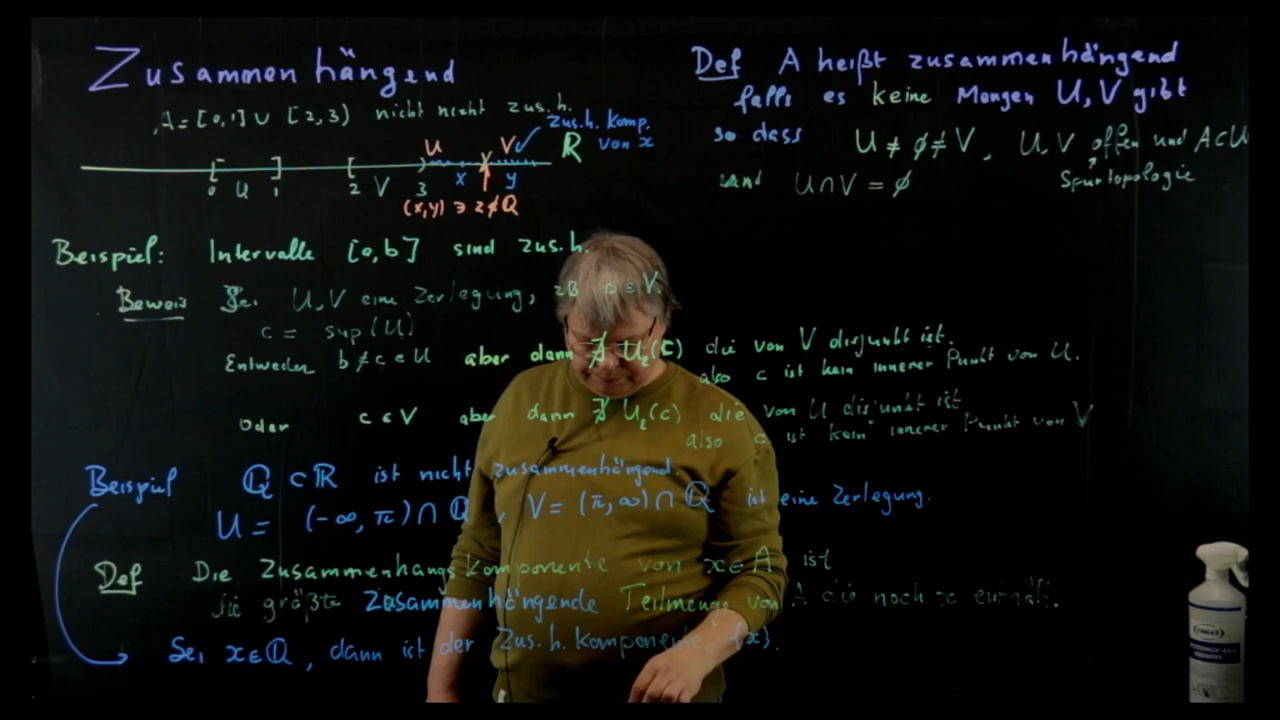 Zusammenhängend
A = [0,1] ∪ [2,3) nicht nicht zus.h.
zus.h. Komp. von x
U V ℝ
0 U 1 2 V 3 x y
(x,y) ∋ z ∉ ℚ
Def A heißt zusammenhängend
falls es keine Mengen U, V gibt
so dass U ≠ ∅ ≠ V, U, V offen und A ⊂ U
Spurtopologie
und U ∩ V = ∅
Beispiel: Intervalle [a,b] sind zus.h.
Beweis Sei U, V eine Zerlegung, zB b ∈ V.
c = sup(U)
Entweder b ≠ c ∈ U aber dann ∄ U_ε(c) die von V disjunkt ist.
also c ist kein innerer Punkt von U.
Oder c ∈ V aber dann ∄ U_ε(c) die von U disjunkt ist
also c ist kein innerer Punkt von V
Beispiel ℚ ⊂ ℝ ist nicht zusammenhängend.
U = (-∞, π) ∩ ℚ, V = (π, ∞) ∩ ℚ ist eine Zerlegung.
Def Die Zusammenhangskomponente von x ∈ A ist
die größte Zusammenhängende Teilmenge von A die noch x enthält.
Sei x ∈ ℚ, dann ist der Zus.h. Komponente {x}.